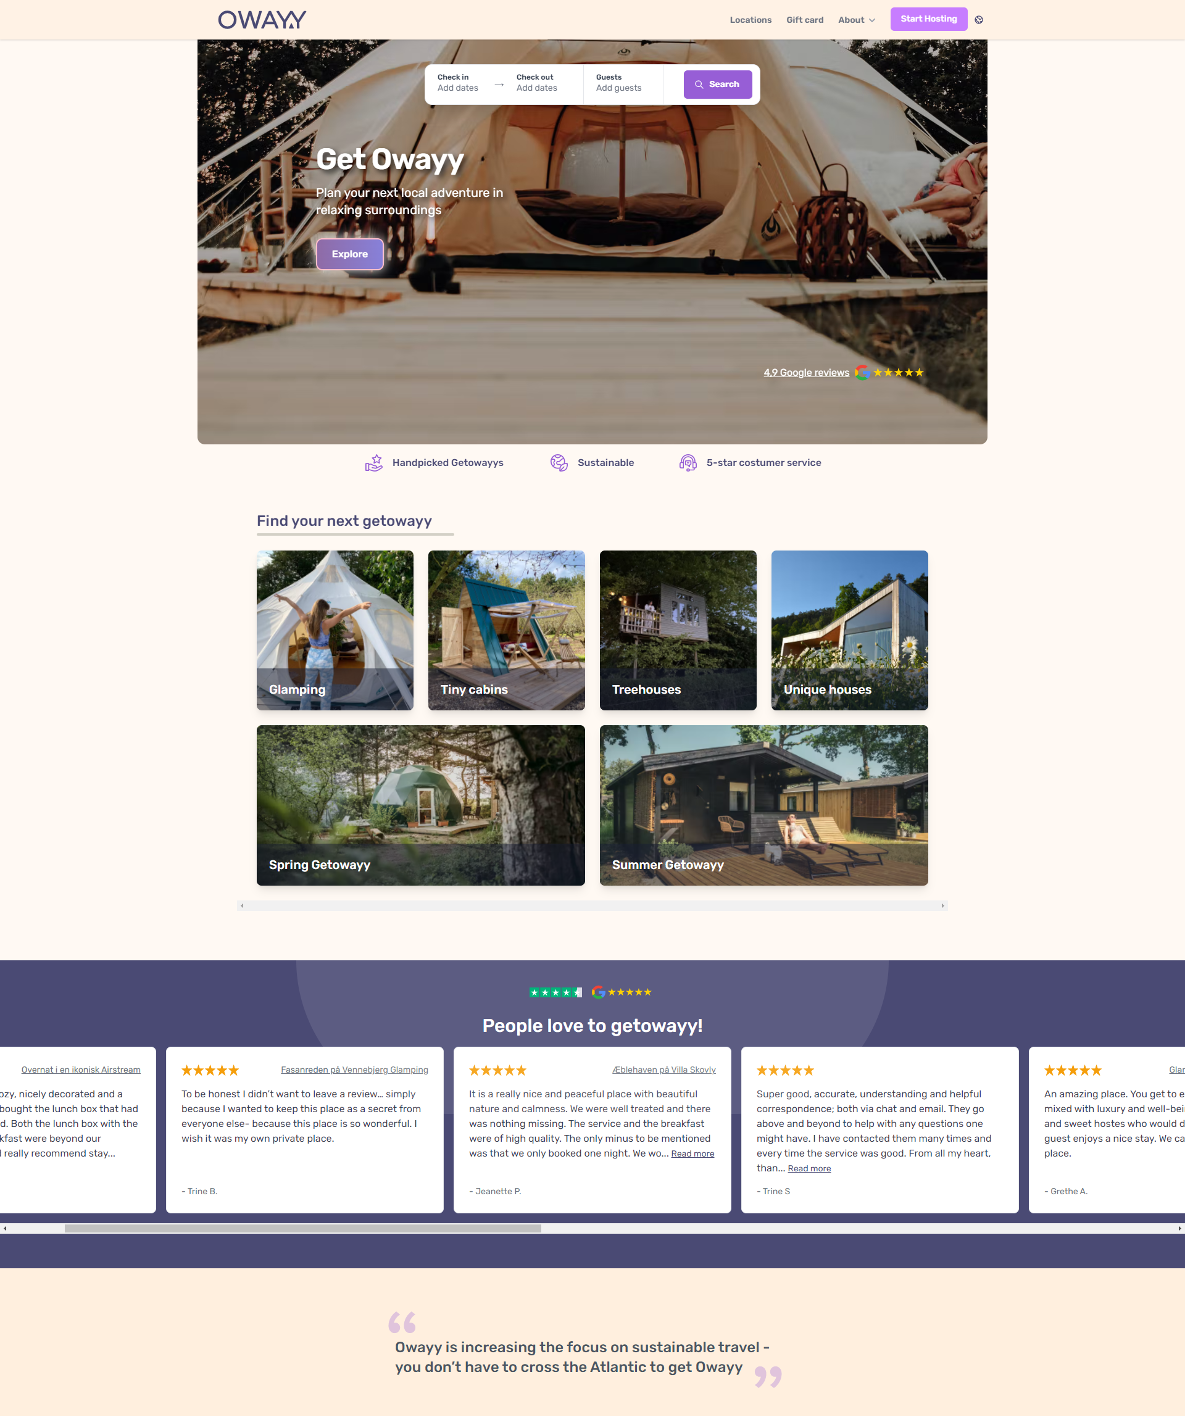 OWAYY
Locations Gift card About Start Hosting
Check in Check out Guests
Add dates → Add dates Add guests Search
Get Owayy
Plan your next local adventure in
relaxing surroundings
Explore
4,9 Google reviews
Handpicked Getowayys Sustainable 5-star costumer service
Find your next getowayy
Glamping Tiny cabins Treehouses Unique houses
Spring Getowayy Summer Getowayy
People love to getowayy!
Overnat i en ikonisk Airstream
ozy, nicely decorated and a
bought the lunch box that had
d. Both the lunch box with the
kfast were beyond our
I really recommend stay...
Fasanreden på Vennebjerg Glamping
To be honest I didn't want to leave a review… simply
because I wanted to keep this place as a secret from
everyone else- because this place is so wonderful. I
wish it was my own private place.
- Trine B.
Æblehaven på Villa Skovly
It is a really nice and peaceful place with beautiful
nature and calmness. We were well treated and there
was nothing missing. The service and the breakfast
were of high quality. The only minus to be mentioned
was that we only booked one night. We wo... Read more
- Jeanette P.
Super good, accurate, understanding and helpful
correspondence; both via chat and email. They go
above and beyond to help with any questions one
might have. I have contacted them many times and
every time the service was good. From all my heart,
than... Read more
- Trine S
Glar
An amazing place. You get to e
mixed with luxury and well-bei
and sweet hostes who would d
guest enjoys a nice stay. We ca
place.
- Grethe A.
“
Owayy is increasing the focus on sustainable travel -
you don't have to cross the Atlantic to get Owayy
”